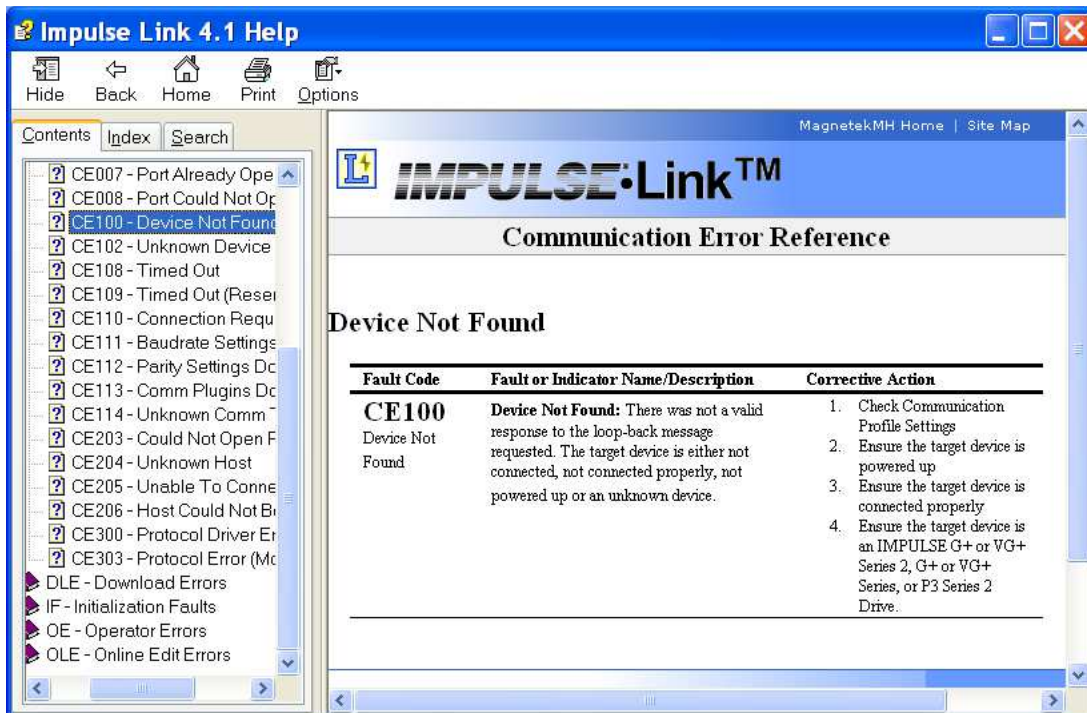 Impulse Link 4.1 Help
Hide Back Home Print Options
Contents Index Search
CE007 - Port Already Ope
CE008 - Port Could Not Op
CE100 - Device Not Found
CE102 - Unknown Device
CE108 - Timed Out
CE109 - Timed Out (Reser
CE110 - Connection Requ
CE111 - Baudrate Settings
CE112 - Parity Settings Do
CE113 - Comm Plugins Do
CE114 - Unknown Comm T
CE203 - Could Not Open F
CE204 - Unknown Host
CE205 - Unable To Conne
CE206 - Host Could Not Bi
CE300 - Protocol Driver Er
CE303 - Protocol Error (Mo
DLE - Download Errors
IF - Initialization Faults
OE - Operator Errors
OLE - Online Edit Errors
MagnetekMH Home | Site Map
IMPULSE•Link™
Communication Error Reference
Device Not Found
Fault Code Fault or Indicator Name/Description Corrective Action
CE100
Device Not
Found
Device Not Found: There was not a valid
response to the loop-back message
requested. The target device is either not
connected, not connected properly, not
powered up or an unknown device.
1. Check Communication
Profile Settings
2. Ensure the target device is
powered up
3. Ensure the target device is
connected properly
4. Ensure the target device is
an IMPULSE G+ or VG+
Series 2, G+ or VG+
Series, or P3 Series 2
Drive.